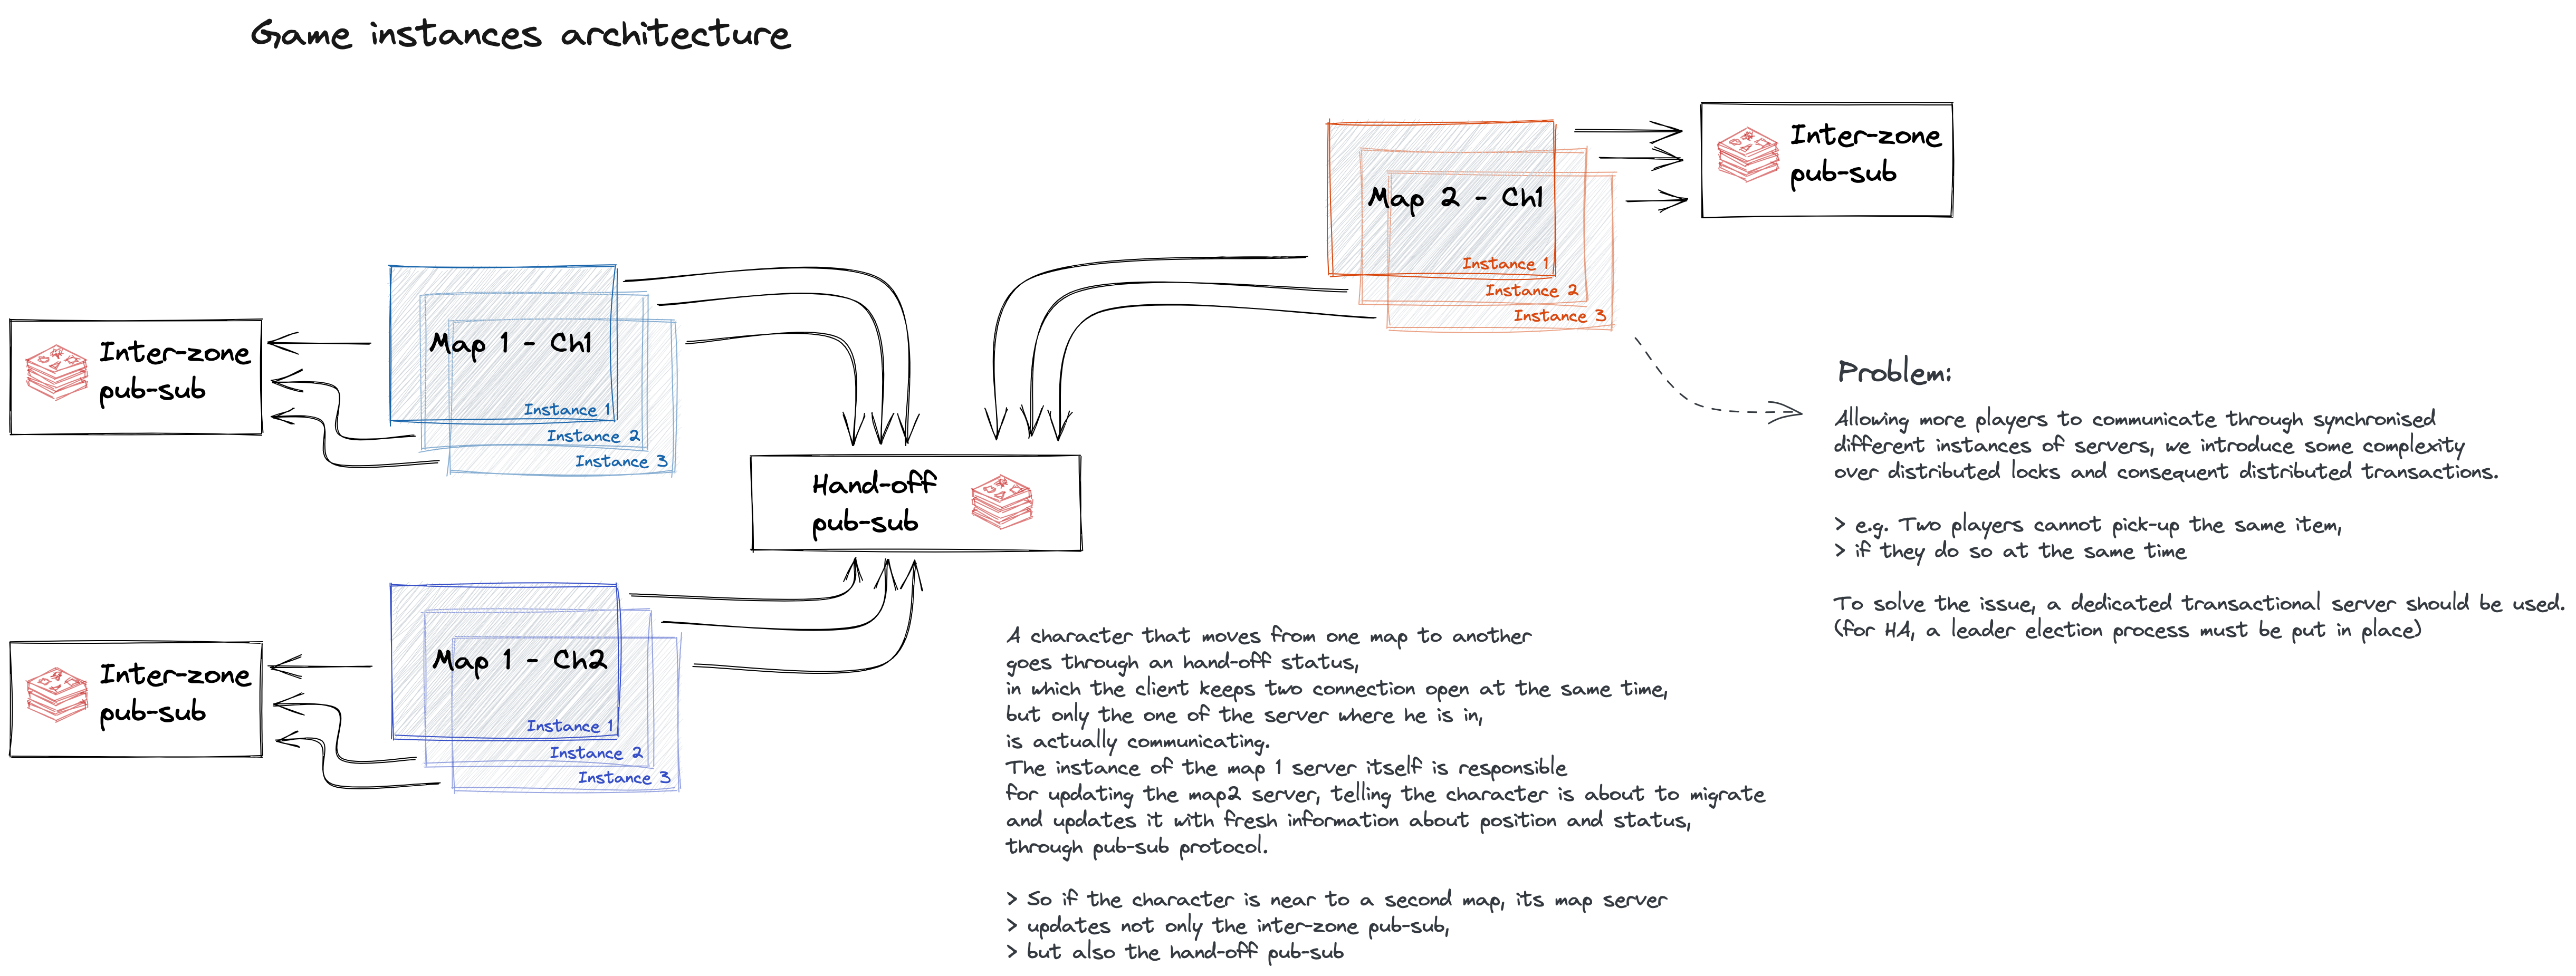 Game instances architecture
Inter-zone
pub-sub
Map 2 - Ch1
Instance 1
Instance 2
Instance 3
Inter-zone
pub-sub
Map 1 - Ch1
Instance 1
Instance 2
Instance 3
Problem:
Allowing more players to communicate through synchronised
different instances of servers, we introduce some complexity
over distributed locks and consequent distributed transactions.
> e.g. Two players cannot pick-up the same item,
> if they do so at the same time
To solve the issue, a dedicated transactional server should be used.
(for HA, a leader election process must be put in place)
Hand-off
pub-sub
Inter-zone
pub-sub
Map 1 - Ch2
Instance 1
Instance 2
Instance 3
A character that moves from one map to another
goes through an hand-off status,
in which the client keeps two connection open at the same time,
but only the one of the server where he is in,
is actually communicating.
The instance of the map 1 server itself is responsible
for updating the map2 server, telling the character is about to migrate
and updates it with fresh information about position and status,
through pub-sub protocol.
> So if the character is near to a second map, its map server
> updates not only the inter-zone pub-sub,
> but also the hand-off pub-sub